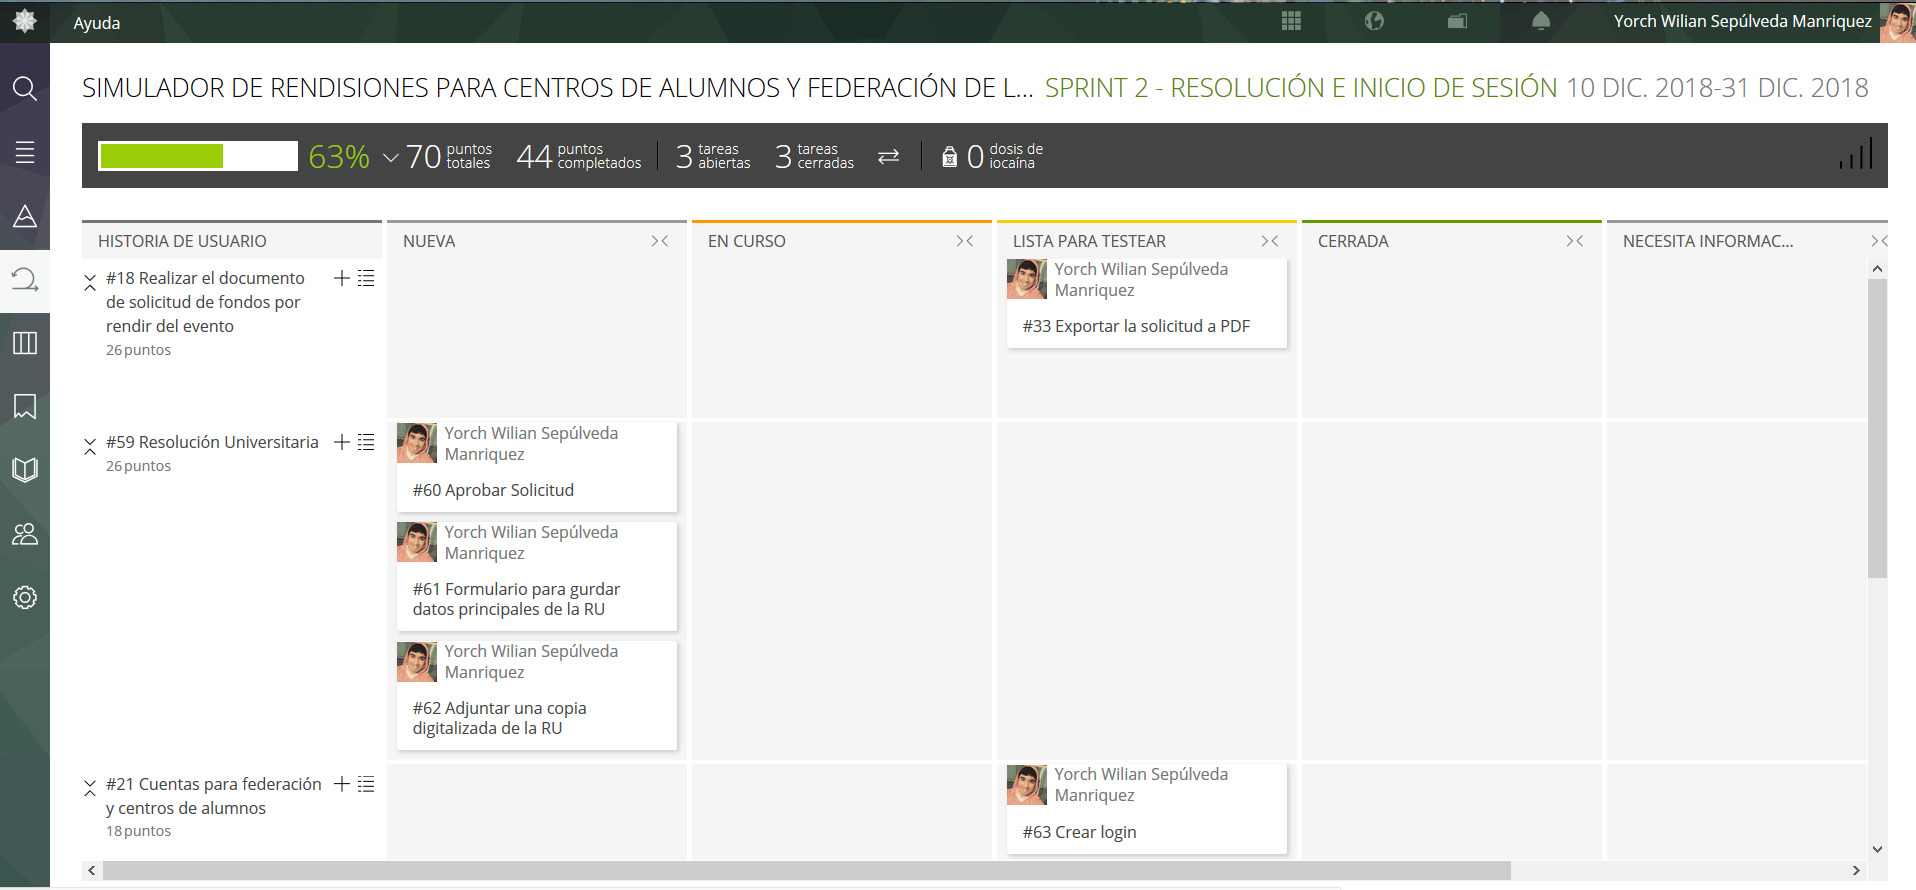 Ayuda
Yorch Wilian Sepúlveda Manriquez
SIMULADOR DE RENDISIONES PARA CENTROS DE ALUMNOS Y FEDERACIÓN DE L... SPRINT 2 - RESOLUCIÓN E INICIO DE SESIÓN 10 DIC. 2018-31 DIC. 2018
63%
70 puntos totales
44 puntos completados
3 tareas abiertas
3 tareas cerradas
0 dosis de iocaína
HISTORIA DE USUARIO
NUEVA
EN CURSO
LISTA PARA TESTEAR
CERRADA
NECESITA INFORMAC...
#18 Realizar el documento
de solicitud de fondos por
rendir del evento
26 puntos
Yorch Wilian Sepúlveda
Manriquez
#33 Exportar la solicitud a PDF
#59 Resolución Universitaria
26 puntos
Yorch Wilian Sepúlveda
Manriquez
#60 Aprobar Solicitud
Yorch Wilian Sepúlveda
Manriquez
#61 Formulario para gurdar
datos principales de la RU
Yorch Wilian Sepúlveda
Manriquez
#62 Adjuntar una copia
digitalizada de la RU
#21 Cuentas para federación
y centros de alumnos
18 puntos
Yorch Wilian Sepúlveda
Manriquez
#63 Crear login